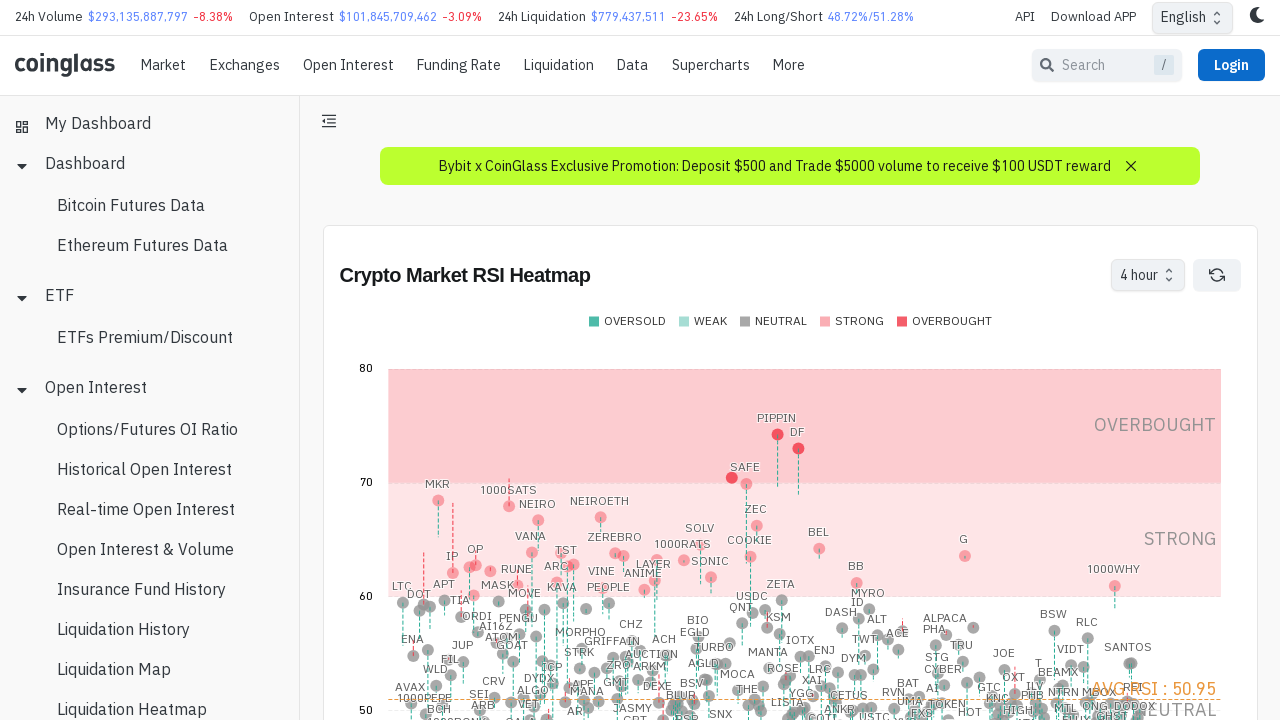 24h Volume $293,135,887,797 -8.38% Open Interest $101,845,709,462 -3.09% 24h Liquidation $779,437,511 -23.65% 24h Long/Short 48.72%/51.28% API Download APP English
coinglass Market Exchanges Open Interest Funding Rate Liquidation Data Supercharts More Search / Login
My Dashboard
Dashboard
Bitcoin Futures Data
Ethereum Futures Data
ETF
ETFs Premium/Discount
Open Interest
Options/Futures OI Ratio
Historical Open Interest
Real-time Open Interest
Open Interest & Volume
Insurance Fund History
Liquidation History
Liquidation Map
Liquidation Heatmap
Bybit x CoinGlass Exclusive Promotion: Deposit $500 and Trade $5000 volume to receive $100 USDT reward
Crypto Market RSI Heatmap
4 hour
OVERSOLD WEAK NEUTRAL STRONG OVERBOUGHT
80
PIPPIN
OVERBOUGHT
DF
SAFE
70
MKR
1000SATS
NEIRO NEIROETH
ZEC
SOLV
VANA ZEREBRO COOKIE BEL
STRONG
G
1000RATS
OP TST
IP LAYER SONIC
RUNE ARC VINE ANIME BB 1000WHY
LTC APT MASK KAVA PEOPLE ZETA
DOT MOVE MYRO
60
TIA USDC ID
QNT
ORDI PENGU KSM DASH ALT ALPACA BSW
A16Z CHZ BIO PHA RLC
ENA ATOM MORPHO EGLD TWT ACE
JUP GOAT GRIFFAIN ACH TURBO IOTX ENJ TRU VIDT SANTOS
FIL STRK AUCTION MANTA DYM STG JOE
WLD ZRO ARKM AGLD ROSE LRC CYBER T
CRV DYDX MOCA XAI BEAMX
AVAX ALGO MANA GMT DEXE BSV THE YGG CETUS RVN BAT AI GTC ILV NTRN
AVG RSI : 50.95
1000PEPE SEI BLUR LISTA UMA TOKEN KNC PHB
BCH ARB VET JASMY SNX ANKR HDT HIGH MTL ONG DODOX
50
NEUTRAL